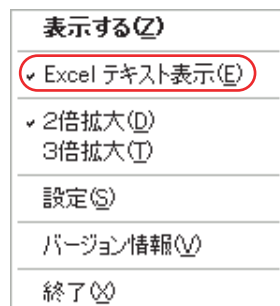 表示する(Z)
✓ Excel テキスト表示(E)
✓ 2倍拡大(D)
3倍拡大(T)
設定(S)
バージョン情報(V)
終了(X)